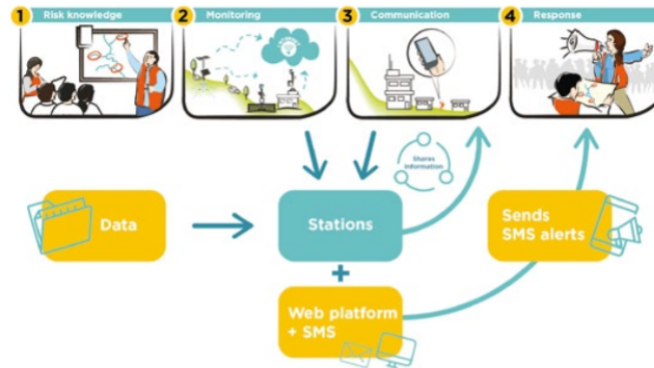 1 Risk knowledge
2 Monitoring
3 Communication
4 Response
Shares
Information
Data
Stations
Sends
SMS alerts
+
Web platform
+ SMS